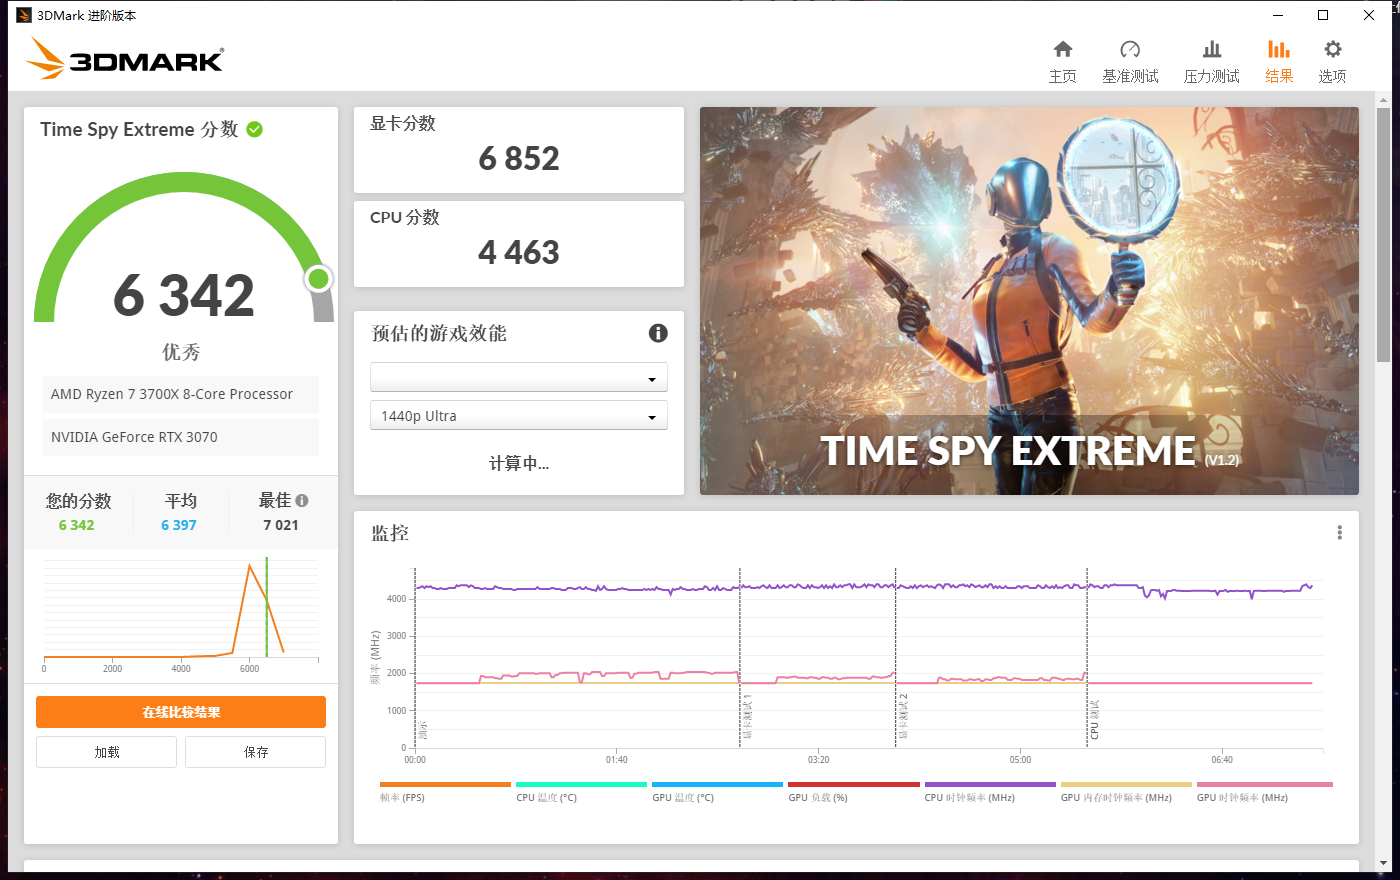 3DMark 进阶版本
3DMARK
主页
基准测试
压力测试
结果
选项
Time Spy Extreme 分数
6 342
优秀
AMD Ryzen 7 3700X 8-Core Processor
NVIDIA GeForce RTX 3070
您的分数
6 342
平均
6 397
最佳
7 021
0
2000
4000
6000
在线比较结果
加载
保存
显卡分数
6 852
CPU 分数
4 463
预估的游戏效能
1440p Ultra
计算中...
TIME SPY EXTREME (V1.2)
监控
频率 (MHz)
4000
3000
2000
1000
0
演示
显卡测试 1
显卡测试 2
CPU 测试
00:00
01:40
03:20
05:00
06:40
帧率 (FPS)
CPU 温度 (°C)
GPU 温度 (°C)
GPU 负载 (%)
CPU 时钟频率 (MHz)
GPU 内存时钟频率 (MHz)
GPU 时钟频率 (MHz)